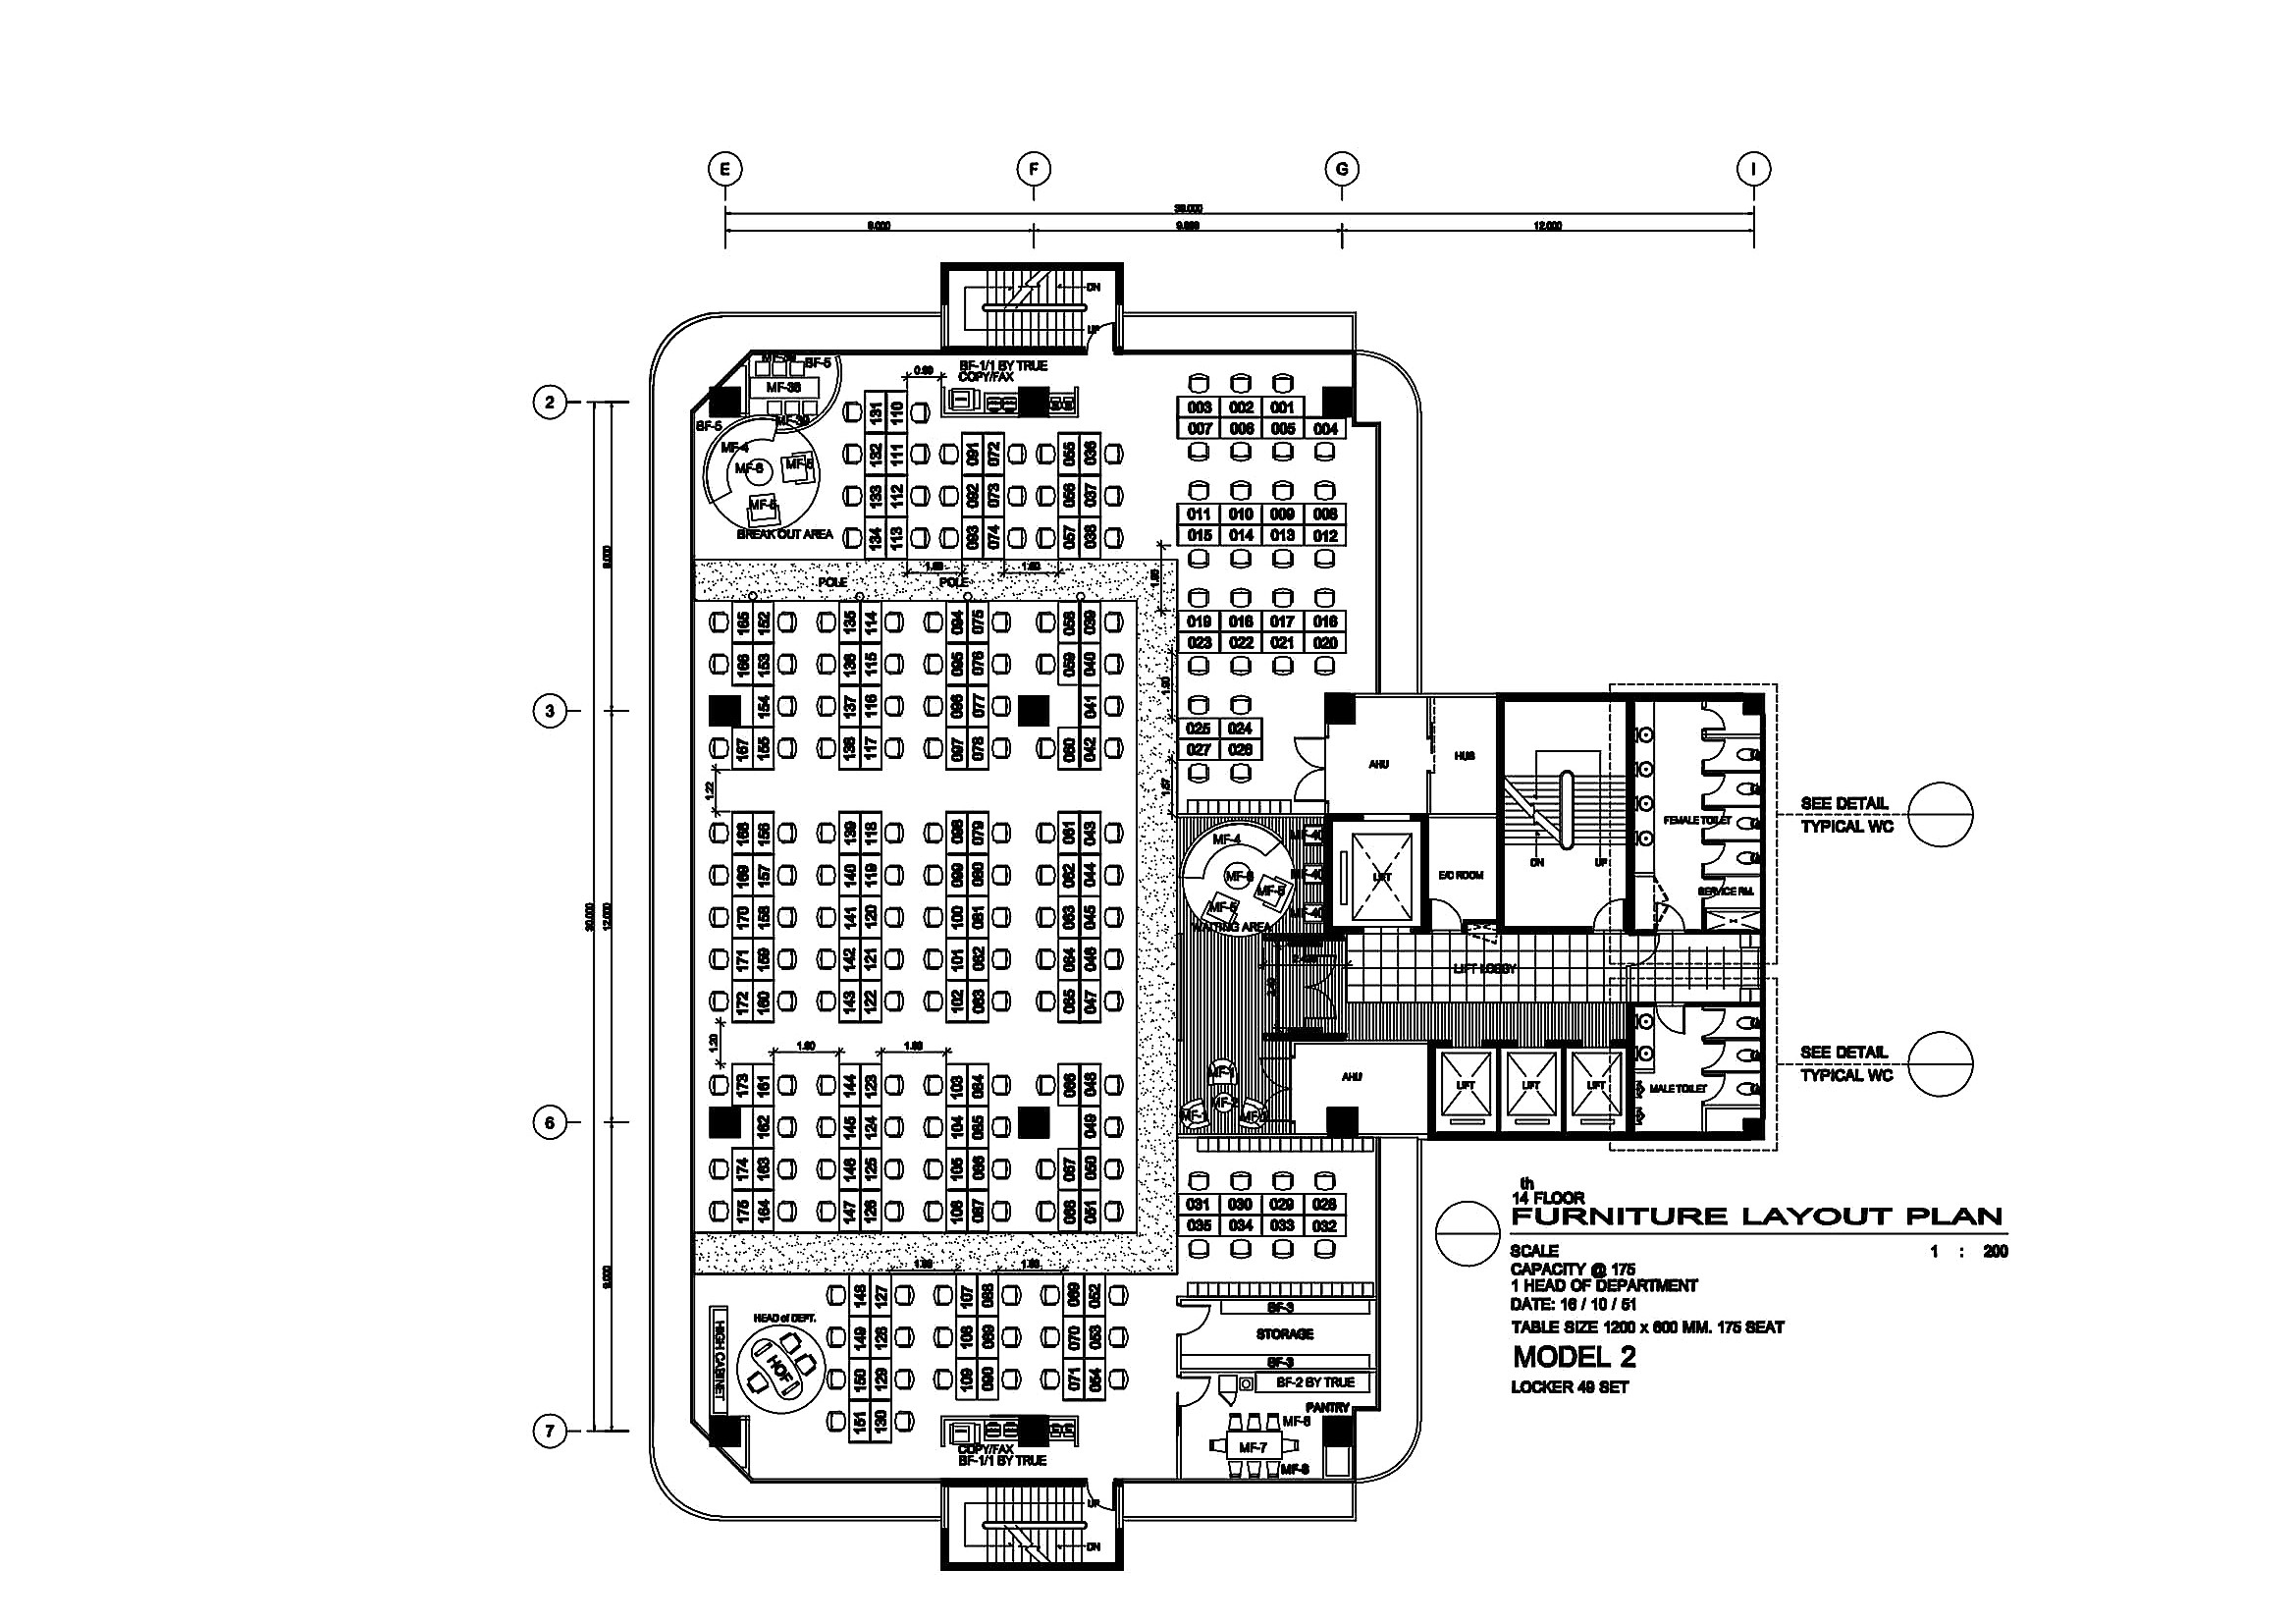 E
F
G
I
30.000
9.000
9.000
12.000
2
3
6
7
9.000
30.000
12.000
9.000
DN
UP
BF-1/1 BY TRUE
COPY/FAX
0.90
MF-39
BF-5
MF-38
MF-39
BF-5
MF-4
MF-6
MF-5
MF-5
BREAK OUT AREA
131 110
132 111 091 072 055 036
133 112 092 073 056 037
134 113 093 074 057 038
003 002 001
007 006 005 004
011 010 009 008
015 014 013 012
019 018 017 016
023 022 021 020
025 024
027 026
POLE
POLE
165 152 135 114 094 075 058 039
166 153 136 115 095 076 059 040
154 137 116 096 077 041
167 155 138 117 097 078 060 042
1.22
168 156 139 118 098 079 061 043
169 157 140 119 099 080 062 044
170 158 141 120 100 081 063 045
171 159 142 121 101 082 064 046
172 160 143 122 102 083 065 047
1.20
173 161 144 123 103 084 066 048
162 145 124 104 085 049
174 163 146 125 105 086 067 050
175 164 147 126 106 087 068 051
148 127 107 088 069 052
149 128 108 089 070 053
150 129 109 090 071 054
151 130
AHU
HUB
LIFT
E/O ROOM
DN
UP
FEMALE TOILET
SERVICE RM.
SEE DETAIL
TYPICAL WC
MF-4
MF-6
MF-5
MF-5
WAITING AREA
MF-40
MF-40
MF-40
LIFT LOBBY
MF-1
MF-2
MF-1
MF-1
AHU
LIFT
LIFT
LIFT
MALE TOILET
SEE DETAIL
TYPICAL WC
031 030 029 028
035 034 033 032
HEAD of DEPT.
HIGH CABINET
HOF
BF-3
STORAGE
BF-3
BF-2 BY TRUE
PANTRY
MF-8
MF-7
MF-8
COPY/FAX
BF-1/1 BY TRUE
UP
DN
th
14 FLOOR
FURNITURE LAYOUT PLAN
SCALE 1 : 200
CAPACITY @ 175
1 HEAD OF DEPARTMENT
DATE: 16 / 10 / 51
TABLE SIZE 1200 x 600 MM. 175 SEAT
MODEL 2
LOCKER 49 SET